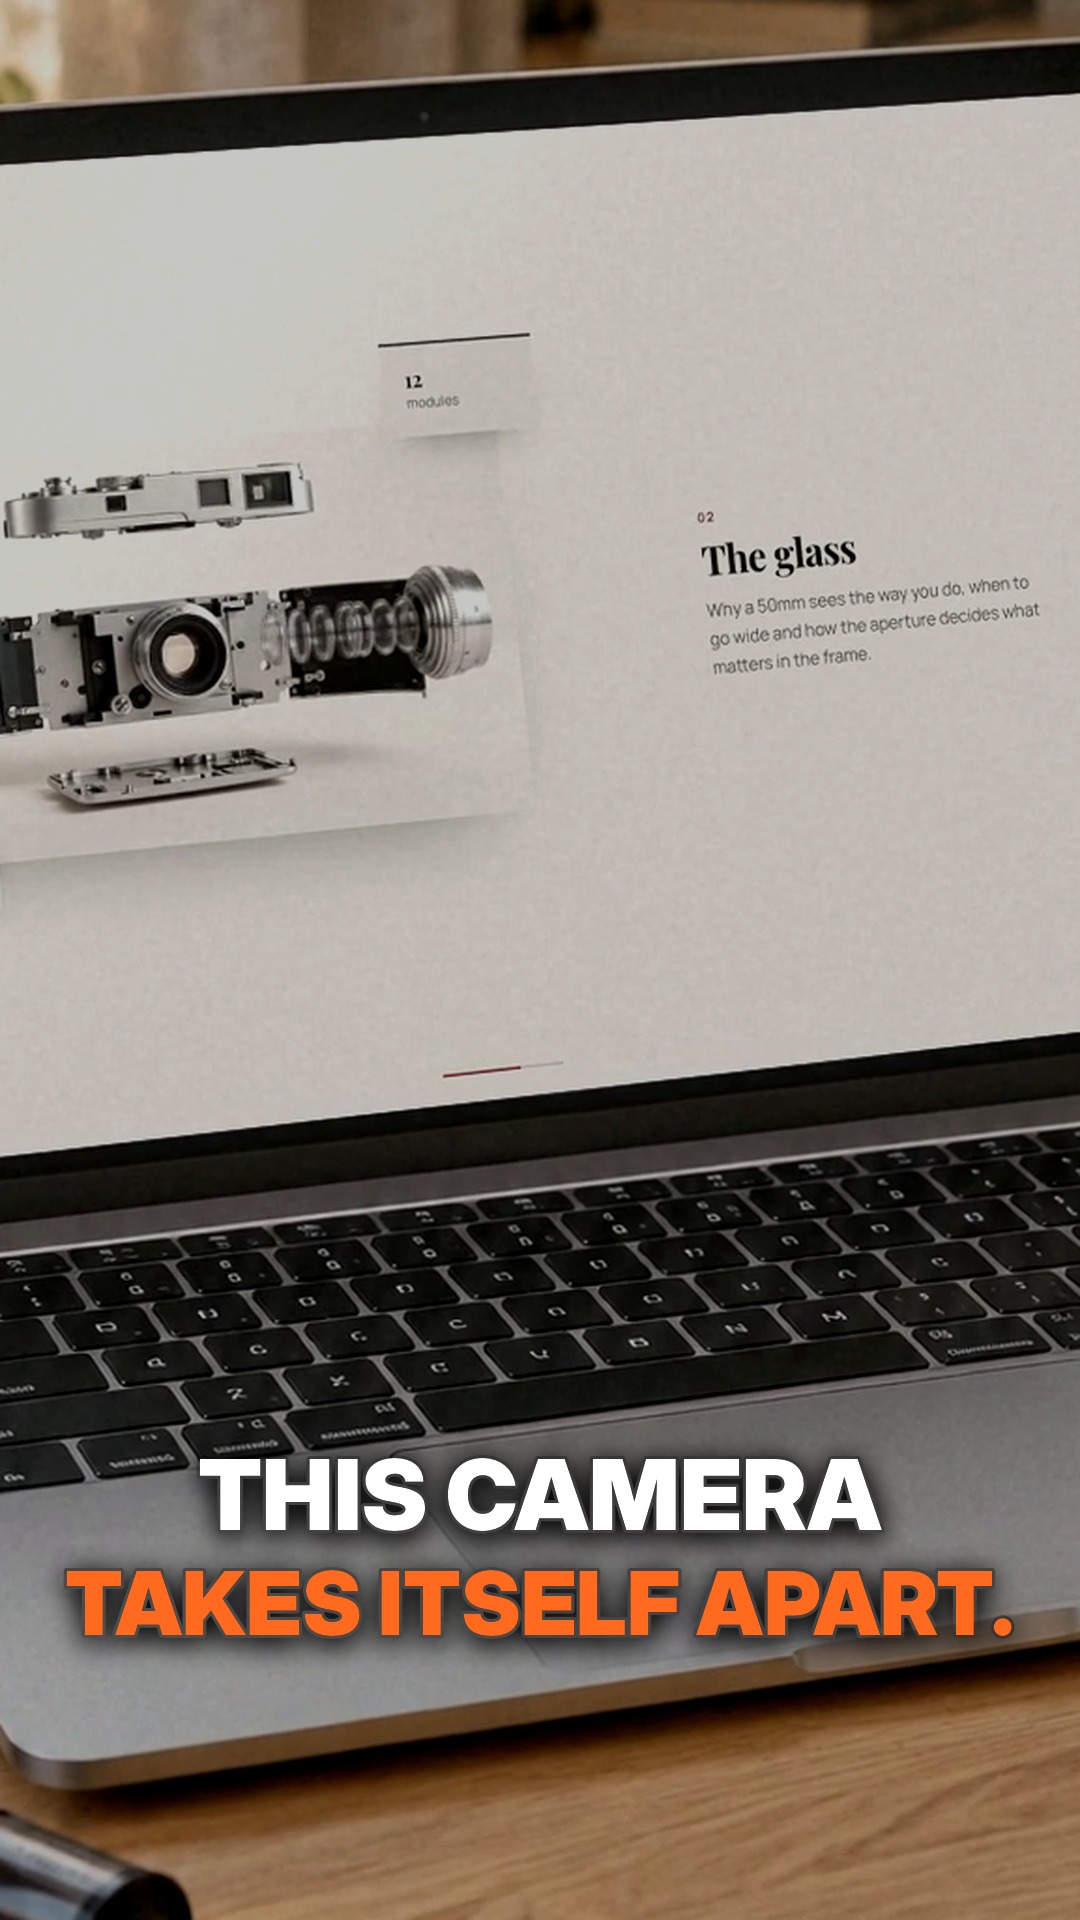 12
modules
02
The glass
Why a 50mm sees the way you do, when to
go wide and how the aperture decides what
matters in the frame.
THIS CAMERA
TAKES ITSELF APART.